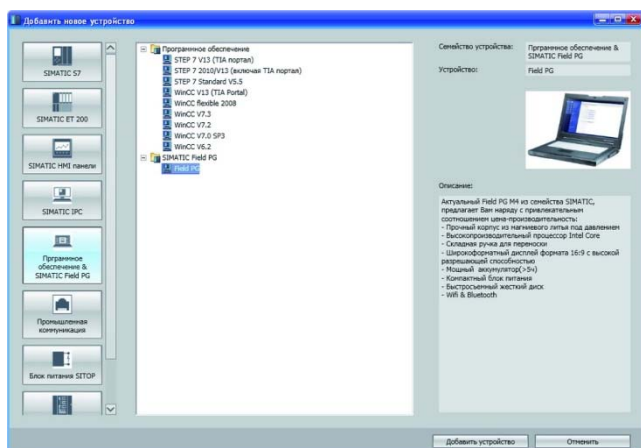 Добавить новое устройство
SIMATIC S7
SIMATIC ET 200
SIMATIC HMI панели
SIMATIC IPC
Прграммное
обеспечение &
SIMATIC Field PG
Промышленная
коммуникация
Блок питания SITOP
Программное обеспечение
STEP 7 V13 (TIA портал)
STEP 7 2010/V13 (включая TIA портал)
STEP 7 Standard V5.5
WinCC V13 (TIA Portal)
WinCC flexible 2008
WinCC V7.3
WinCC V7.2
WinCC V7.0 SP3
WinCC V6.2
SIMATIC Field PG
Field PG
Семейство устройства:
Прграммное обеспечение &
SIMATIC Field PG
Устройство:
Field PG
Описание:
Актуальный Field PG M4 из семейства SIMATIC,
предлагает Вам наряду с привлекательным
соотношением цена-производительность:
- Прочный корпус из магниевого литья под давлением
- Высокопроизводительный процессор Intel Core
- Складная ручка для переноски
- Широкоформатный дисплей формата 16:9 с высокой
разрешающей способностью
- Мощный аккумулятор(>5ч)
- Компактный блок питания
- Быстросъемный жесткий диск
- Wifi & Bluetooth
Добавить устройство
Отменить